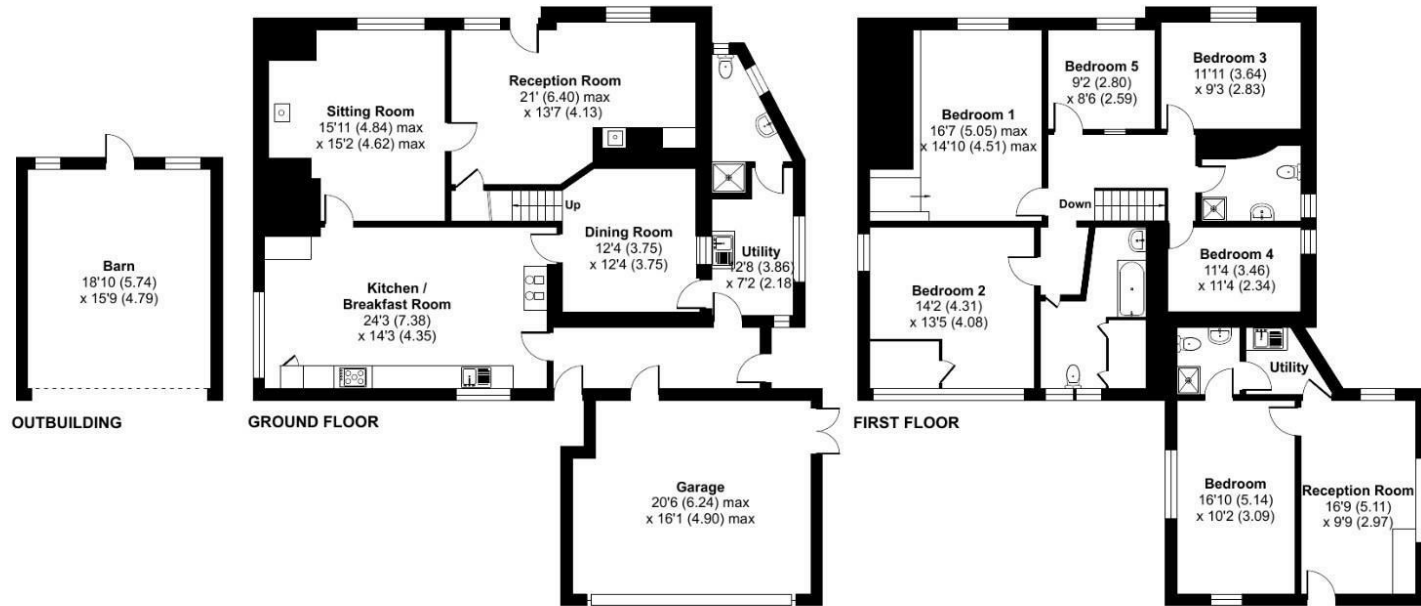 Barn
18'10 (5.74)
x 15'9 (4.79)
OUTBUILDING
Sitting Room
15'11 (4.84) max
x 15'2 (4.62) max
Reception Room
21' (6.40) max
x 13'7 (4.13)
Up
Dining Room
12'4 (3.75)
x 12'4 (3.75)
Utility
12'8 (3.86)
x 7'2 (2.18
Kitchen /
Breakfast Room
24'3 (7.38)
x 14'3 (4.35)
GROUND FLOOR
Garage
20'6 (6.24) max
x 16'1 (4.90) max
Bedroom 1
16'7 (5.05) max
x 14'10 (4.51) max
Bedroom 5
9'2 (2.80)
x 8'6 (2.59)
Bedroom 3
11'11 (3.64)
x 9'3 (2.83)
Down
Bedroom 2
14'2 (4.31)
x 13'5 (4.08)
Bedroom 4
11'4 (3.46)
x 11'4 (2.34)
Utility
FIRST FLOOR
Bedroom
16'10 (5.14)
x 10'2 (3.09)
Reception Room
16'9 (5.11)
x 9'9 (2.97)